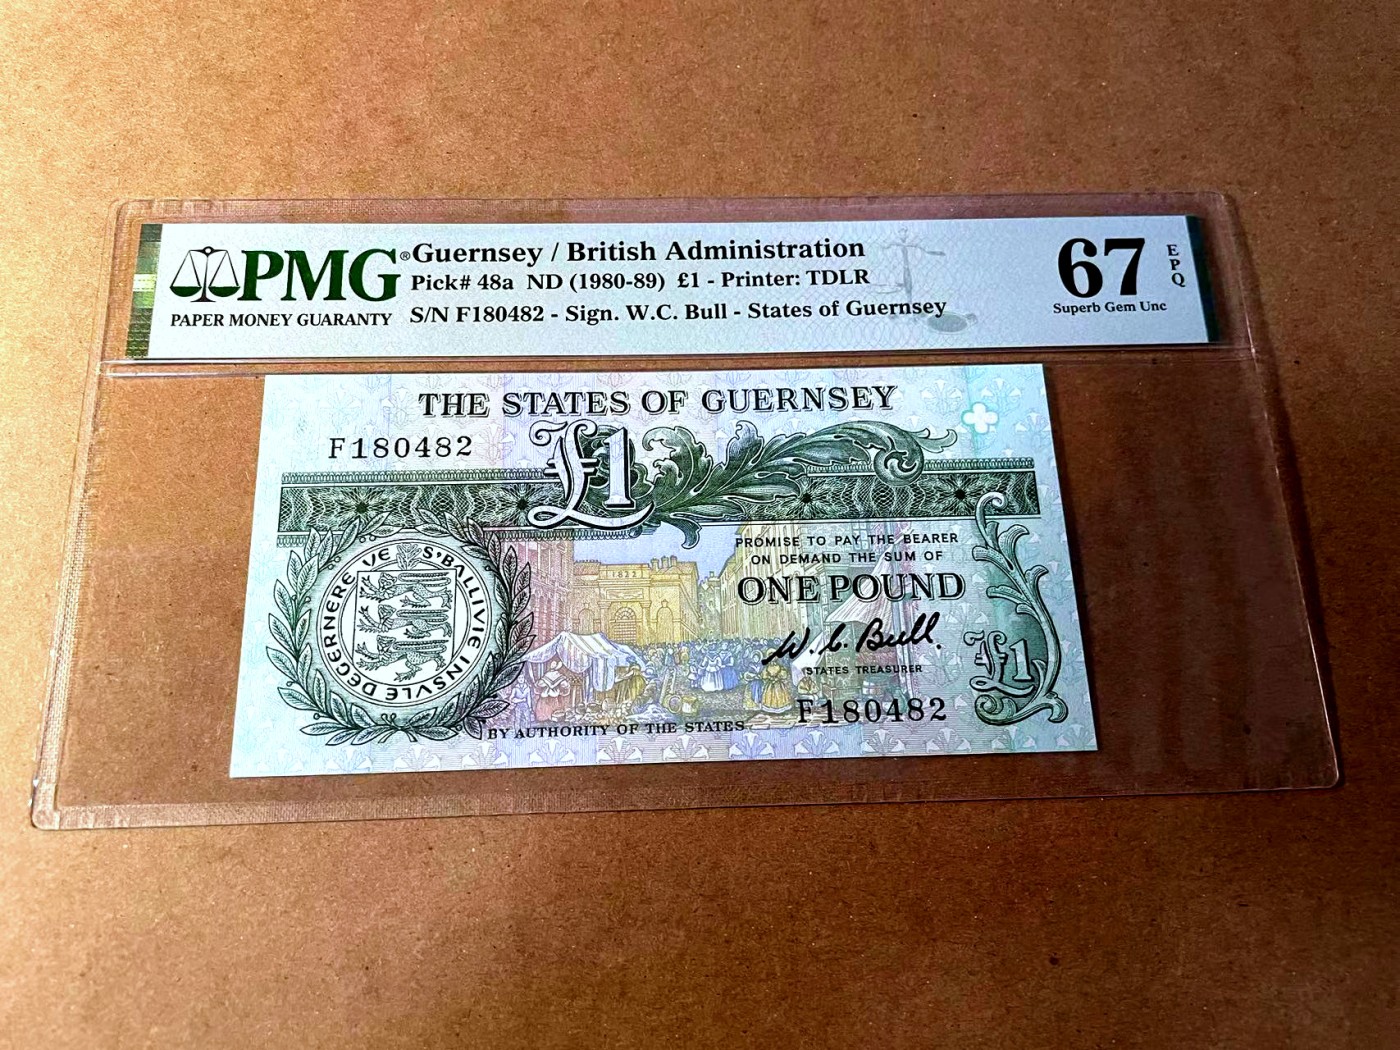 PMG®
PAPER MONEY GUARANTY
Guernsey / British Administration
Pick# 48a ND (1980-89) £1 - Printer: TDLR
S/N F180482 - Sign. W.C. Bull - States of Guernsey
67
EPQ
Superb Gem Unc
THE STATES OF GUERNSEY
F180482
£1
S'BALLIVIE INSVLE DEGERNERE VE
1822
PROMISE TO PAY THE BEARER
ON DEMAND THE SUM OF
ONE POUND
W. C. Bull.
STATES TREASURER
£1
F180482
BY AUTHORITY OF THE STATES